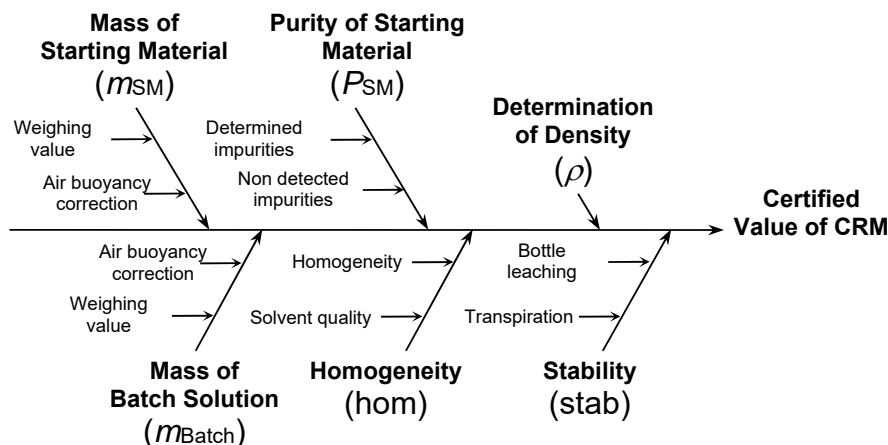 Mass of
Starting Material
(mSM)
Purity of Starting
Material
(PSM)
Determination
of Density
(ρ)
Weighing
value
Air buoyancy
correction
Determined
impurities
Non detected
impurities
Certified
Value of CRM
Air buoyancy
correction
Weighing
value
Homogeneity
Solvent quality
Bottle
leaching
Transpiration
Mass of
Batch Solution
(mBatch)
Homogeneity
(hom)
Stability
(stab)